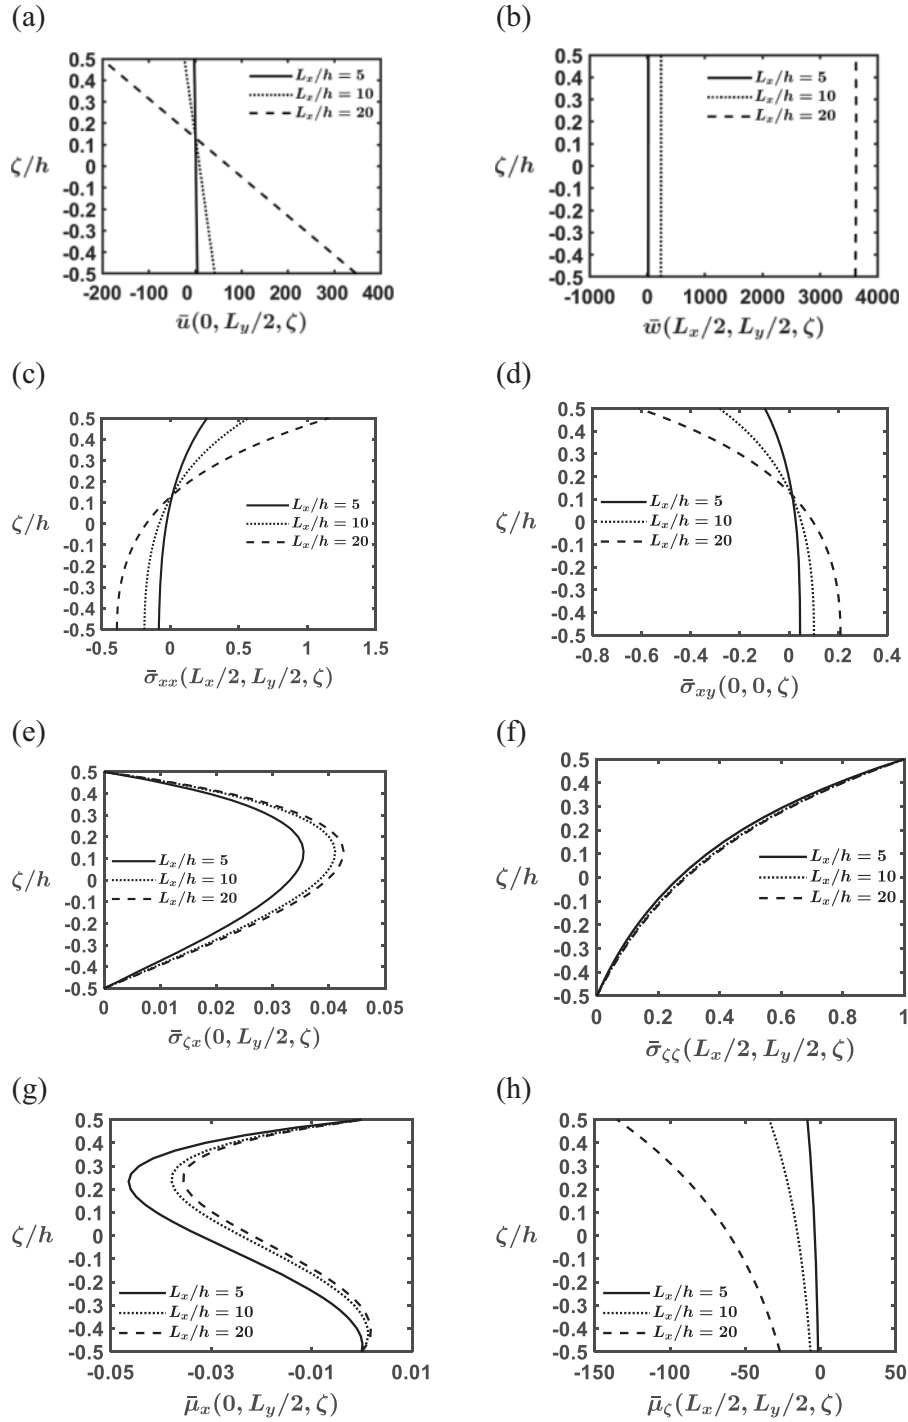 (a)
0.5
0.4
0.3
0.2
0.1
0
-0.1
-0.2
-0.3
-0.4
-0.5
ζ/h
L_x/h = 5
L_x/h = 10
L_x/h = 20
-200 -100 0 100 200 300 400
ū(0, L_y/2, ζ)
(b)
0.5
0.4
0.3
0.2
0.1
0
-0.1
-0.2
-0.3
-0.4
-0.5
ζ/h
L_x/h = 5
L_x/h = 10
L_x/h = 20
-1000 0 1000 2000 3000 4000
w̄(L_x/2, L_y/2, ζ)
(c)
0.5
0.4
0.3
0.2
0.1
0
-0.1
-0.2
-0.3
-0.4
-0.5
ζ/h
L_x/h = 5
L_x/h = 10
L_x/h = 20
-0.5 0 0.5 1 1.5
σ̄_xx(L_x/2, L_y/2, ζ)
(d)
0.5
0.4
0.3
0.2
0.1
0
-0.1
-0.2
-0.3
-0.4
-0.5
ζ/h
L_x/h = 5
L_x/h = 10
L_x/h = 20
-0.8 -0.6 -0.4 -0.2 0 0.2 0.4
σ̄_xy(0, 0, ζ)
(e)
0.5
0.4
0.3
0.2
0.1
0
-0.1
-0.2
-0.3
-0.4
-0.5
ζ/h
L_x/h = 5
L_x/h = 10
L_x/h = 20
0 0.01 0.02 0.03 0.04 0.05
σ̄_ζx(0, L_y/2, ζ)
(f)
0.5
0.4
0.3
0.2
0.1
0
-0.1
-0.2
-0.3
-0.4
-0.5
ζ/h
L_x/h = 5
L_x/h = 10
L_x/h = 20
0 0.2 0.4 0.6 0.8 1
σ̄_ζζ(L_x/2, L_y/2, ζ)
(g)
0.5
0.4
0.3
0.2
0.1
0
-0.1
-0.2
-0.3
-0.4
-0.5
ζ/h
L_x/h = 5
L_x/h = 10
L_x/h = 20
-0.05 -0.03 -0.01 0.01
μ̄_x(0, L_y/2, ζ)
(h)
0.5
0.4
0.3
0.2
0.1
0
-0.1
-0.2
-0.3
-0.4
-0.5
ζ/h
L_x/h = 5
L_x/h = 10
L_x/h = 20
-150 -100 -50 0 50
μ̄_ζ(L_x/2, L_y/2, ζ)